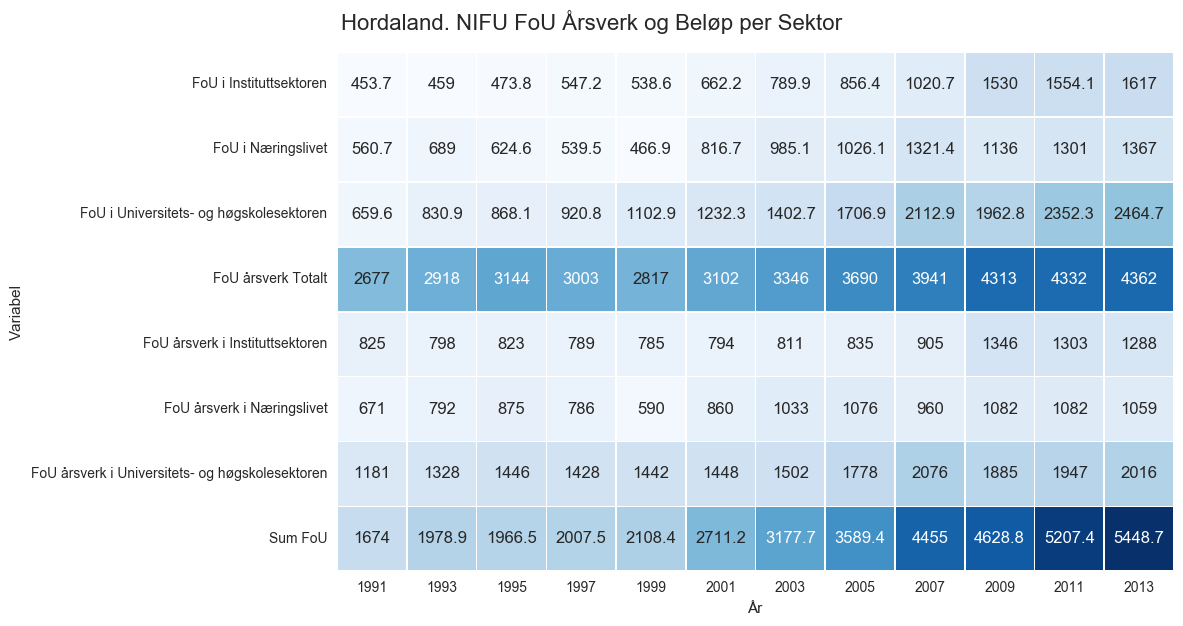 Hordaland. NIFU FoU Årsverk og Beløp per Sektor
Variabel
FoU i Instituttsektoren 453.7 459 473.8 547.2 538.6 662.2 789.9 856.4 1020.7 1530 1554.1 1617
FoU i Næringslivet 560.7 689 624.6 539.5 466.9 816.7 985.1 1026.1 1321.4 1136 1301 1367
FoU i Universitets- og høgskolesektoren 659.6 830.9 868.1 920.8 1102.9 1232.3 1402.7 1706.9 2112.9 1962.8 2352.3 2464.7
FoU årsverk Totalt 2677 2918 3144 3003 2817 3102 3346 3690 3941 4313 4332 4362
FoU årsverk i Instituttsektoren 825 798 823 789 785 794 811 835 905 1346 1303 1288
FoU årsverk i Næringslivet 671 792 875 786 590 860 1033 1076 960 1082 1082 1059
FoU årsverk i Universitets- og høgskolesektoren 1181 1328 1446 1428 1442 1448 1502 1778 2076 1885 1947 2016
Sum FoU 1674 1978.9 1966.5 2007.5 2108.4 2711.2 3177.7 3589.4 4455 4628.8 5207.4 5448.7
1991 1993 1995 1997 1999 2001 2003 2005 2007 2009 2011 2013
År